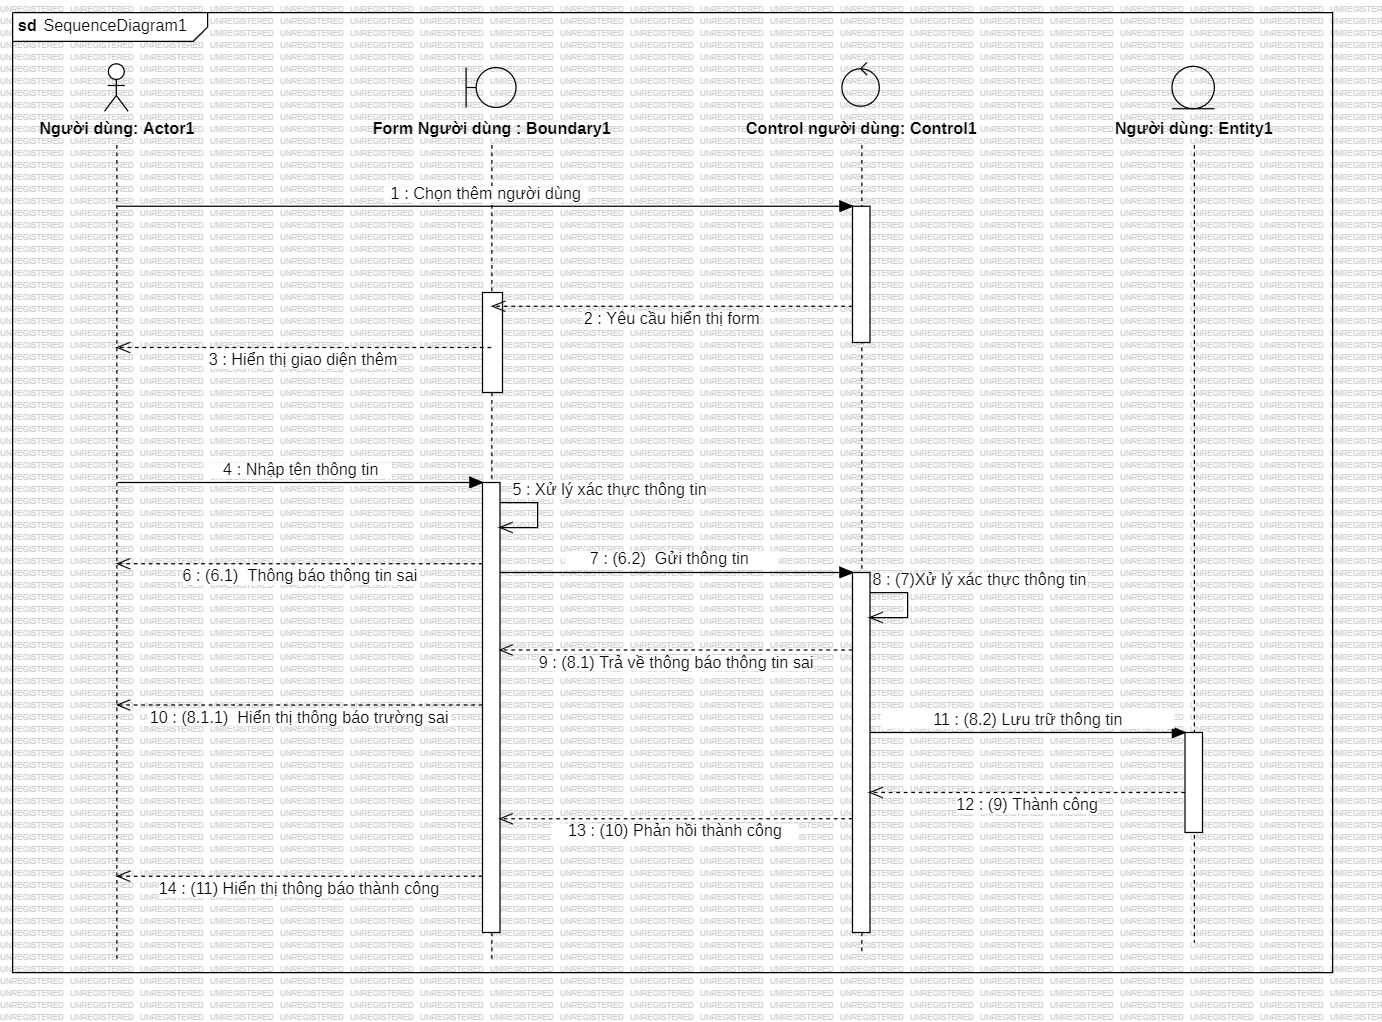 sd SequenceDiagram1
Người dùng: Actor1
Form Người dùng : Boundary1
Control người dùng: Control1
Người dùng: Entity1
1 : Chọn thêm người dùng
2 : Yêu cầu hiển thị form
3 : Hiển thị giao diện thêm
4 : Nhập tên thông tin
5 : Xử lý xác thực thông tin
6 : (6.1)  Thông báo thông tin sai
7 : (6.2)  Gửi thông tin
8 : (7)Xử lý xác thực thông tin
9 : (8.1) Trả về thông báo thông tin sai
10 : (8.1.1)  Hiển thị thông báo trường sai
11 : (8.2) Lưu trữ thông tin
12 : (9) Thành công
13 : (10) Phản hồi thành công
14 : (11) Hiển thị thông báo thành công
UNREGISTERED